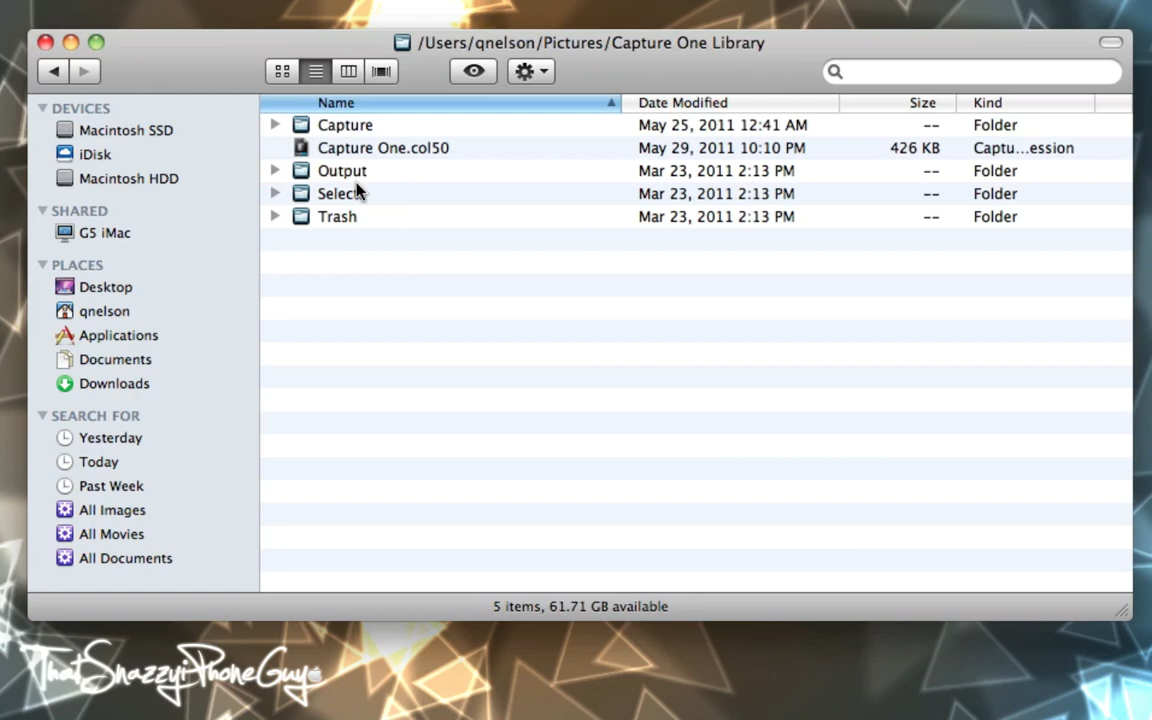 /Users/qnelson/Pictures/Capture One Library
DEVICES
Macintosh SSD
iDisk
Macintosh HDD
SHARED
G5 iMac
PLACES
Desktop
qnelson
Applications
Documents
Downloads
SEARCH FOR
Yesterday
Today
Past Week
All Images
All Movies
All Documents
Name Date Modified Size Kind
Capture May 25, 2011 12:41 AM -- Folder
Capture One.col50 May 29, 2011 10:10 PM 426 KB Captu...ession
Output Mar 23, 2011 2:13 PM -- Folder
Mar 23, 2011 2:13 PM -- Folder
Trash Mar 23, 2011 2:13 PM -- Folder
5 items, 61.71 GB available
ThatSnazzyiPhoneGuy